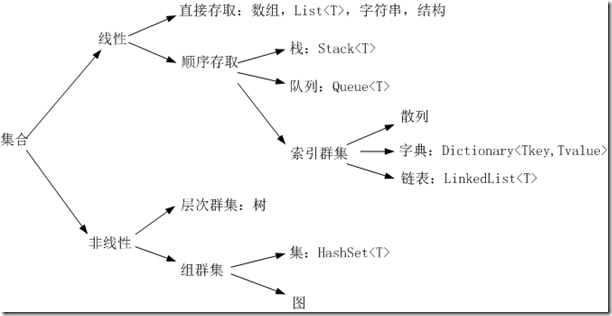 直接存取：数组，List<T>，字符串，结构
线性
顺序存取
栈：Stack<T>
队列：Queue<T>
散列
索引群集
字典：Dictionary<Tkey,Tvalue>
链表：LinkedList<T>
集合
层次群集：树
非线性
组群集
集：HashSet<T>
图